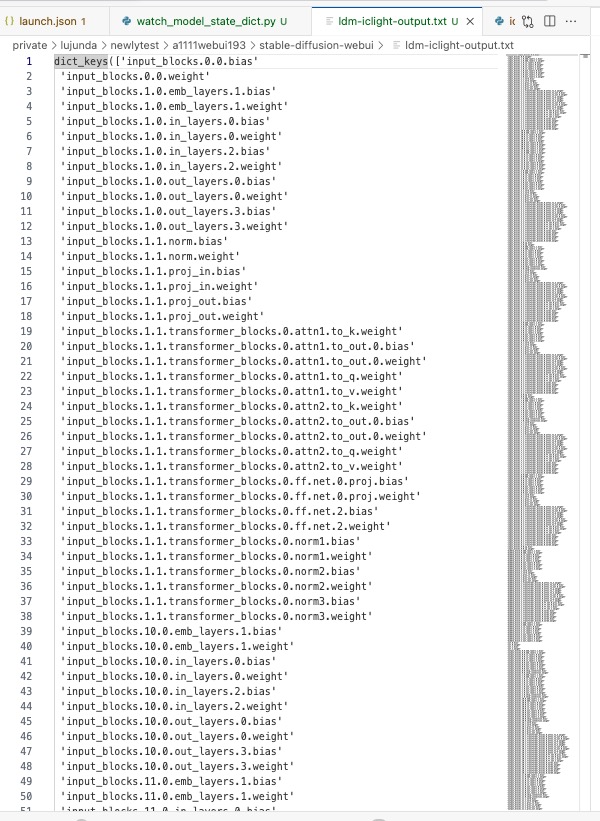 launch.json 1
watch_model_state_dict.py U
ldm-iclight-output.txt U
private > lujunda > newlytest > a1111webui193 > stable-diffusion-webui > ldm-iclight-output.txt
1 dict_keys(['input_blocks.0.0.bias'
2 'input_blocks.0.0.weight'
3 'input_blocks.1.0.emb_layers.1.bias'
4 'input_blocks.1.0.emb_layers.1.weight'
5 'input_blocks.1.0.in_layers.0.bias'
6 'input_blocks.1.0.in_layers.0.weight'
7 'input_blocks.1.0.in_layers.2.bias'
8 'input_blocks.1.0.in_layers.2.weight'
9 'input_blocks.1.0.out_layers.0.bias'
10 'input_blocks.1.0.out_layers.0.weight'
11 'input_blocks.1.0.out_layers.3.bias'
12 'input_blocks.1.0.out_layers.3.weight'
13 'input_blocks.1.1.norm.bias'
14 'input_blocks.1.1.norm.weight'
15 'input_blocks.1.1.proj_in.bias'
16 'input_blocks.1.1.proj_in.weight'
17 'input_blocks.1.1.proj_out.bias'
18 'input_blocks.1.1.proj_out.weight'
19 'input_blocks.1.1.transformer_blocks.0.attn1.to_k.weight'
20 'input_blocks.1.1.transformer_blocks.0.attn1.to_out.0.bias'
21 'input_blocks.1.1.transformer_blocks.0.attn1.to_out.0.weight'
22 'input_blocks.1.1.transformer_blocks.0.attn1.to_q.weight'
23 'input_blocks.1.1.transformer_blocks.0.attn1.to_v.weight'
24 'input_blocks.1.1.transformer_blocks.0.attn2.to_k.weight'
25 'input_blocks.1.1.transformer_blocks.0.attn2.to_out.0.bias'
26 'input_blocks.1.1.transformer_blocks.0.attn2.to_out.0.weight'
27 'input_blocks.1.1.transformer_blocks.0.attn2.to_q.weight'
28 'input_blocks.1.1.transformer_blocks.0.attn2.to_v.weight'
29 'input_blocks.1.1.transformer_blocks.0.ff.net.0.proj.bias'
30 'input_blocks.1.1.transformer_blocks.0.ff.net.0.proj.weight'
31 'input_blocks.1.1.transformer_blocks.0.ff.net.2.bias'
32 'input_blocks.1.1.transformer_blocks.0.ff.net.2.weight'
33 'input_blocks.1.1.transformer_blocks.0.norm1.bias'
34 'input_blocks.1.1.transformer_blocks.0.norm1.weight'
35 'input_blocks.1.1.transformer_blocks.0.norm2.bias'
36 'input_blocks.1.1.transformer_blocks.0.norm2.weight'
37 'input_blocks.1.1.transformer_blocks.0.norm3.bias'
38 'input_blocks.1.1.transformer_blocks.0.norm3.weight'
39 'input_blocks.10.0.emb_layers.1.bias'
40 'input_blocks.10.0.emb_layers.1.weight'
41 'input_blocks.10.0.in_layers.0.bias'
42 'input_blocks.10.0.in_layers.0.weight'
43 'input_blocks.10.0.in_layers.2.bias'
44 'input_blocks.10.0.in_layers.2.weight'
45 'input_blocks.10.0.out_layers.0.bias'
46 'input_blocks.10.0.out_layers.0.weight'
47 'input_blocks.10.0.out_layers.3.bias'
48 'input_blocks.10.0.out_layers.3.weight'
49 'input_blocks.11.0.emb_layers.1.bias'
50 'input_blocks.11.0.emb_layers.1.weight'
51 'input_blocks.11.0.in_layers.0.bias'